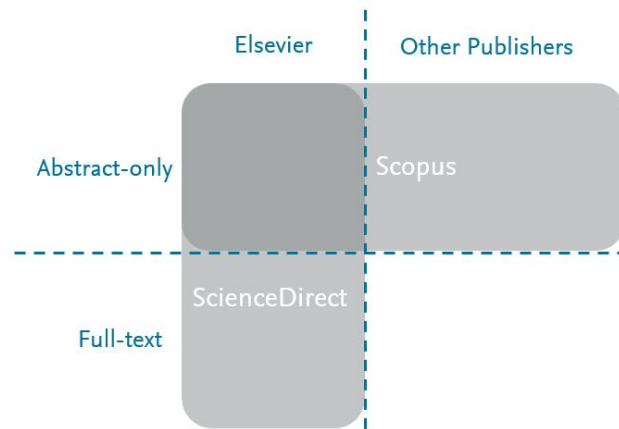 Elsevier
Other Publishers
Abstract-only
Scopus
ScienceDirect
Full-text